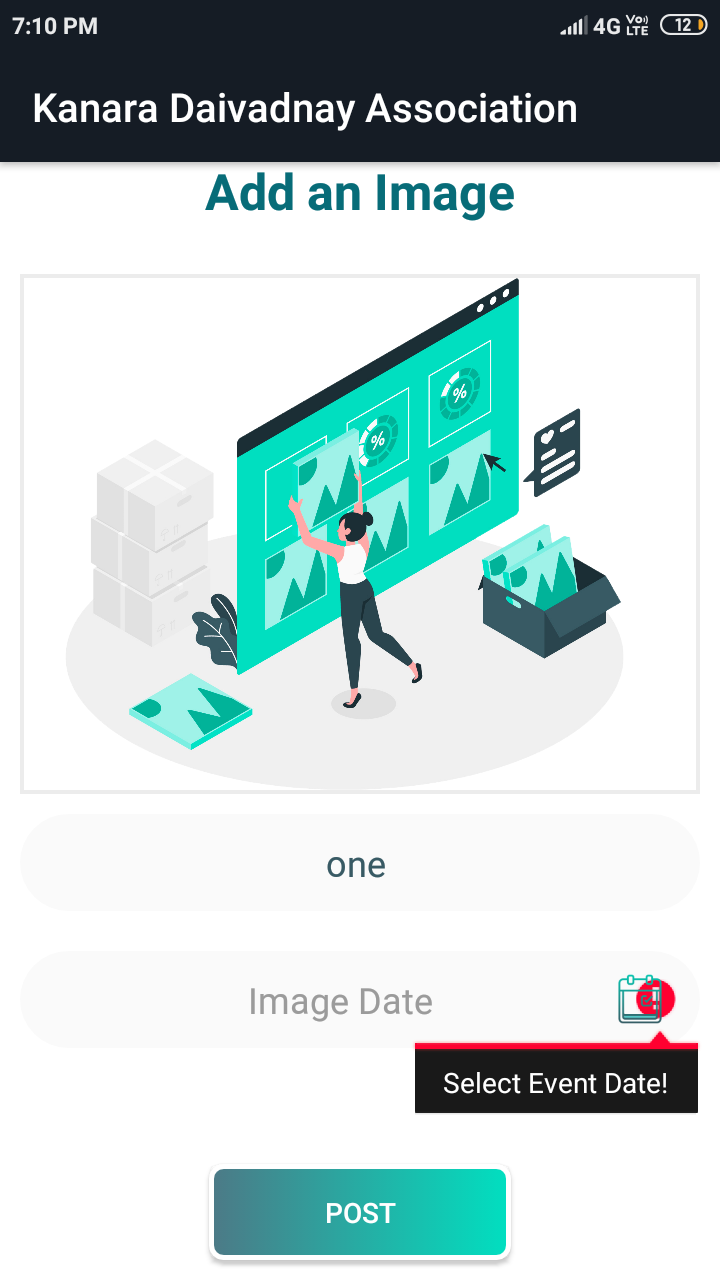 7:10 PM
4G Vo) LTE 12
Kanara Daivadnay Association
Add an Image
%
%
one
Image Date
Select Event Date!
POST